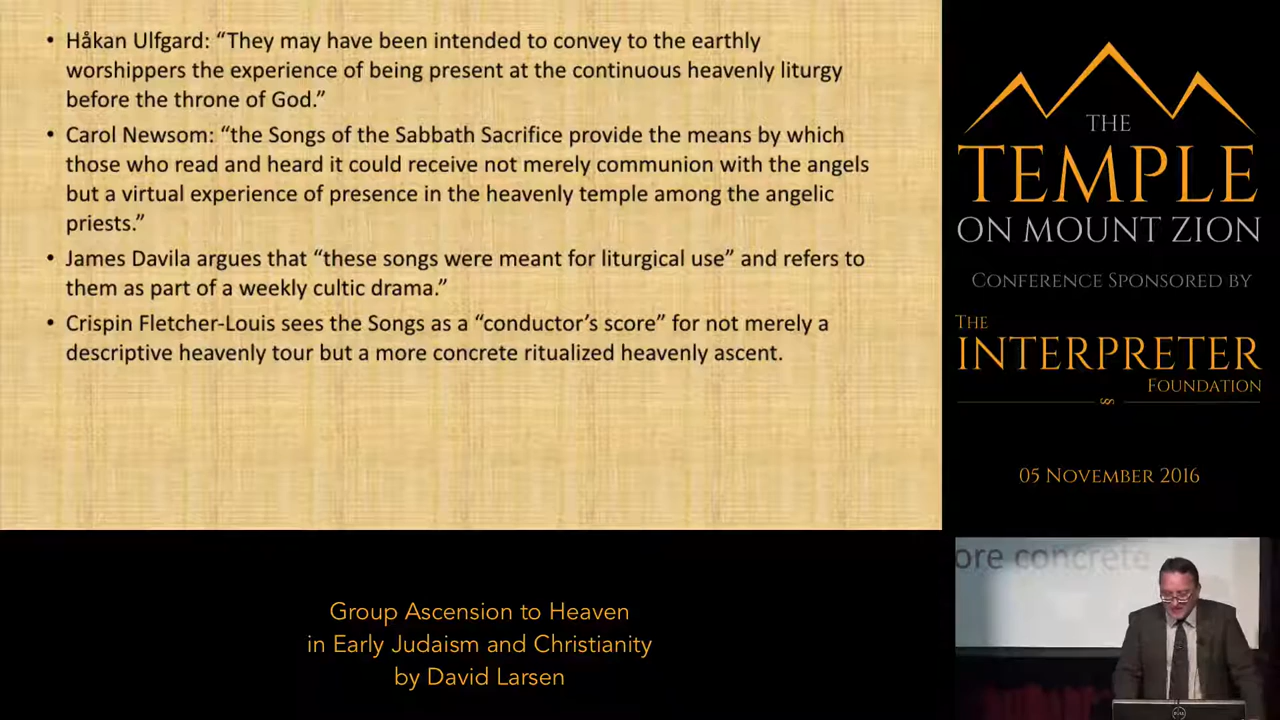 • Håkan Ulfgard: “They may have been intended to convey to the earthly
worshippers the experience of being present at the continuous heavenly liturgy
before the throne of God.”
• Carol Newsom: “the Songs of the Sabbath Sacrifice provide the means by which
those who read and heard it could receive not merely communion with the angels
but a virtual experience of presence in the heavenly temple among the angelic
priests.”
• James Davila argues that “these songs were meant for liturgical use” and refers to
them as part of a weekly cultic drama.”
• Crispin Fletcher-Louis sees the Songs as a “conductor’s score” for not merely a
descriptive heavenly tour but a more concrete ritualized heavenly ascent.
THE
TEMPLE
ON MOUNT ZION
CONFERENCE SPONSORED BY
THE
INTERPRETER
FOUNDATION
05 NOVEMBER 2016
ore concrete
Group Ascension to Heaven
in Early Judaism and Christianity
by David Larsen